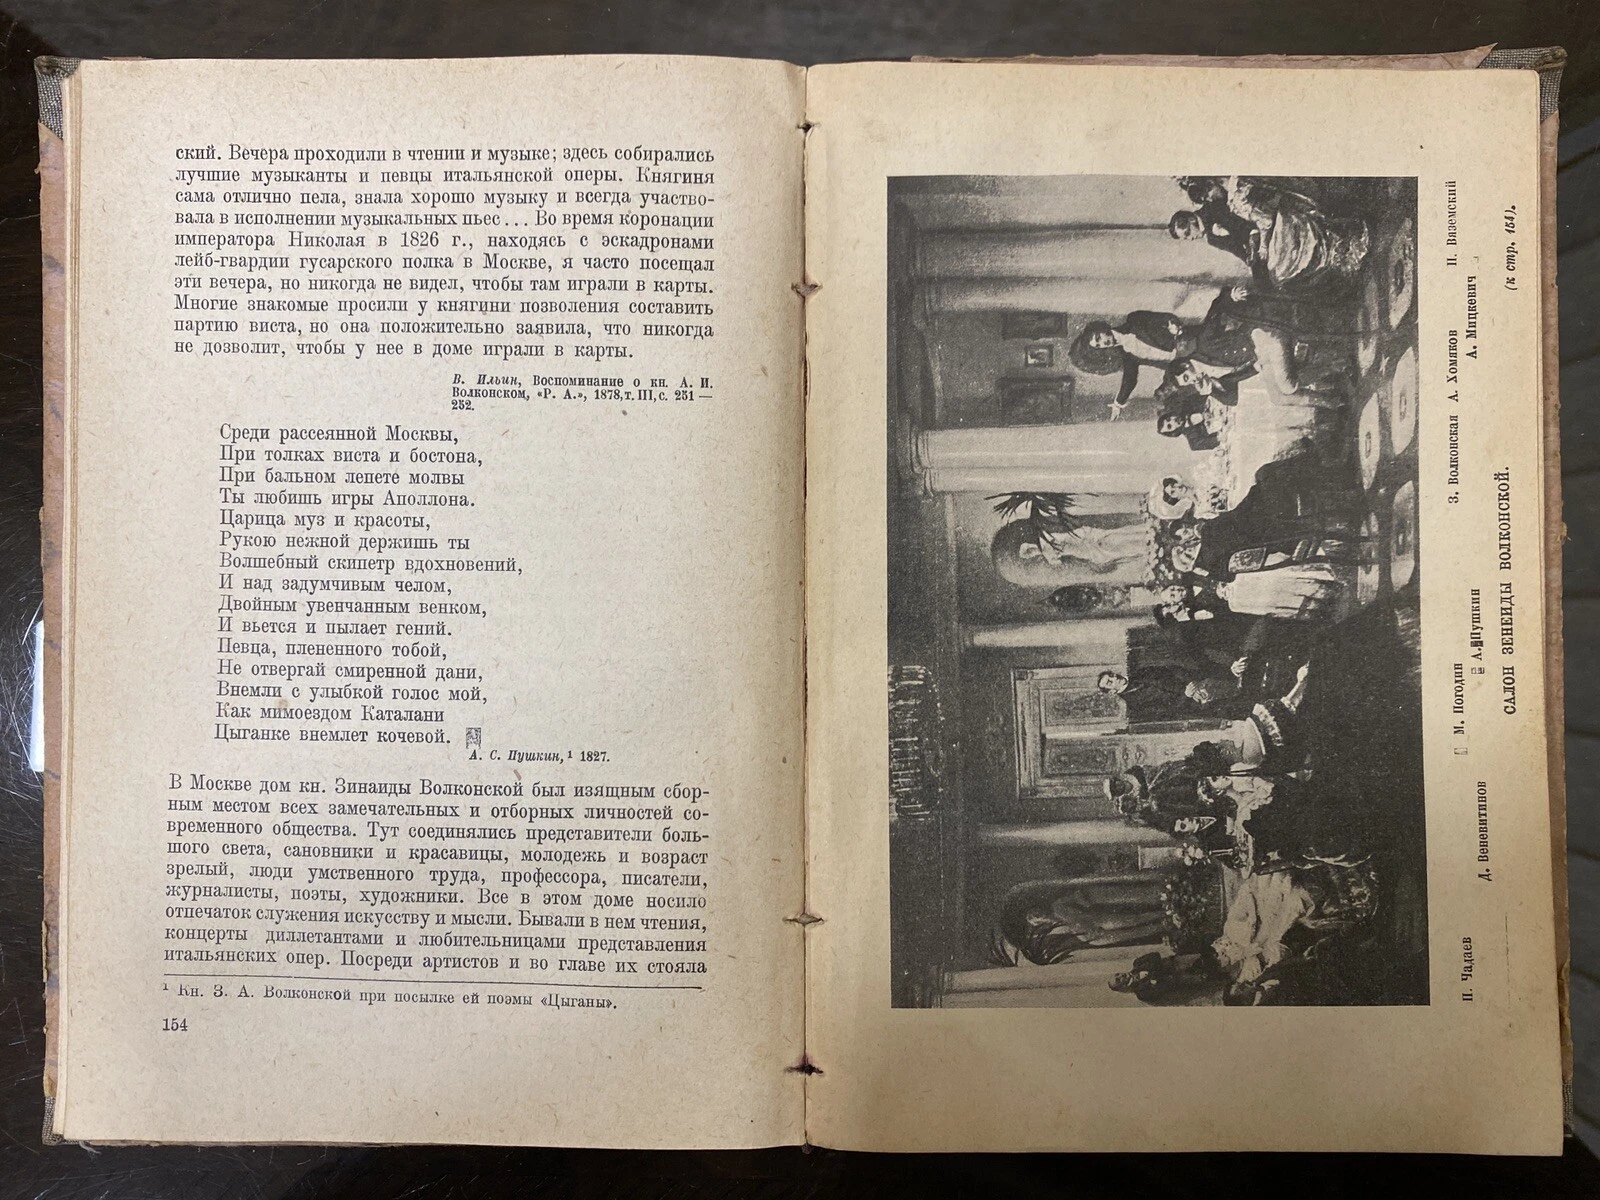 ский. Вечера проходили в чтении и музыке; здесь собирались
лучшие музыканты и певцы итальянской оперы. Княгиня
сама отлично пела, знала хорошо музыку и всегда участво-
вала в исполнении музыкальных пьес... Во время коронации
императора Николая в 1826 г., находясь с эскадронами
лейб-гвардии гусарского полка в Москве, я часто посещал
эти вечера, но никогда не видел, чтобы там играли в карты.
Многие знакомые просили у княгини позволения составить
партию виста, но она положительно заявила, что никогда
не дозволит, чтобы у нее в доме играли в карты.
В. Ильин, Воспоминание о кн. А. И.
Волконском, «Р. А.», 1878, т. III, с. 251—
252.
Среди рассеянной Москвы,
При толках виста и бостона,
При бальном лепете молвы
Ты любишь игры Аполлона.
Царица муз и красоты,
Рукою нежной держишь ты
Волшебный скипетр вдохновений,
И над задумчивым челом,
Двойным увенчанным венком,
И вьется и пылает гений.
Певца, плененного тобой,
Не отвергай смиренной дани,
Внемли с улыбкой голос мой,
Как мимоездом Каталани
Цыганке внемлет кочевой.
А. С. Пушкин,¹ 1827.
В Москве дом кн. Зинаиды Волконской был изящным сбор-
ным местом всех замечательных и отборных личностей со-
временного общества. Тут соединялись представители боль-
шого света, сановники и красавицы, молодежь и возраст
зрелый, люди умственного труда, профессора, писатели,
журналисты, поэты, художники. Все в этом доме носило
отпечаток служения искусству и мысли. Бывали в нем чтения,
концерты диллетантами и любительницами представления
итальянских опер. Посреди артистов и во главе их стояла
¹ Кн. З. А. Волконской при посылке ей поэмы «Цыганы».
154
П. Чадаев Д. Веневитинов М. Погодин А. Пушкин З. Волконская А. Хомяков А. Мицкевич П. Вяземский
САЛОН ЗЕНЕИДЫ ВОЛКОНСКОЙ.
(к стр. 154).